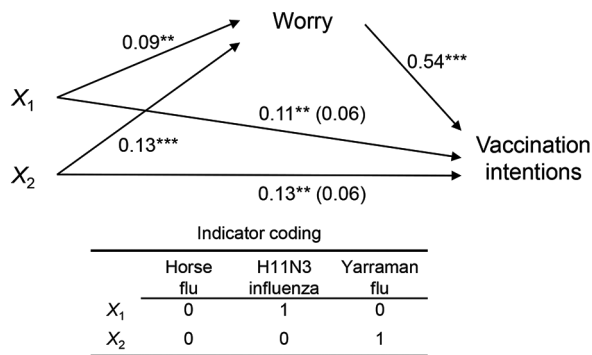 Worry
0.09**
0.54***
X1
0.11** (0.06)
0.13***
Vaccination
intentions
X2
0.13** (0.06)
Indicator coding
Horse flu H11N3 influenza Yarraman flu
X1 0 1 0
X2 0 0 1